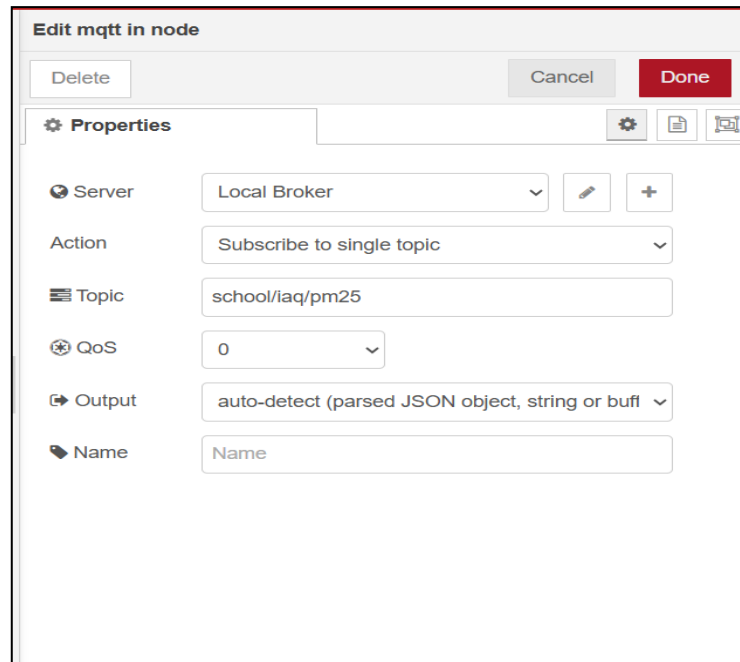 Edit mqtt in node
Delete Cancel Done
Properties
Server Local Broker
Action Subscribe to single topic
Topic school/iaq/pm25
QoS 0
Output auto-detect (parsed JSON object, string or buff
Name Name